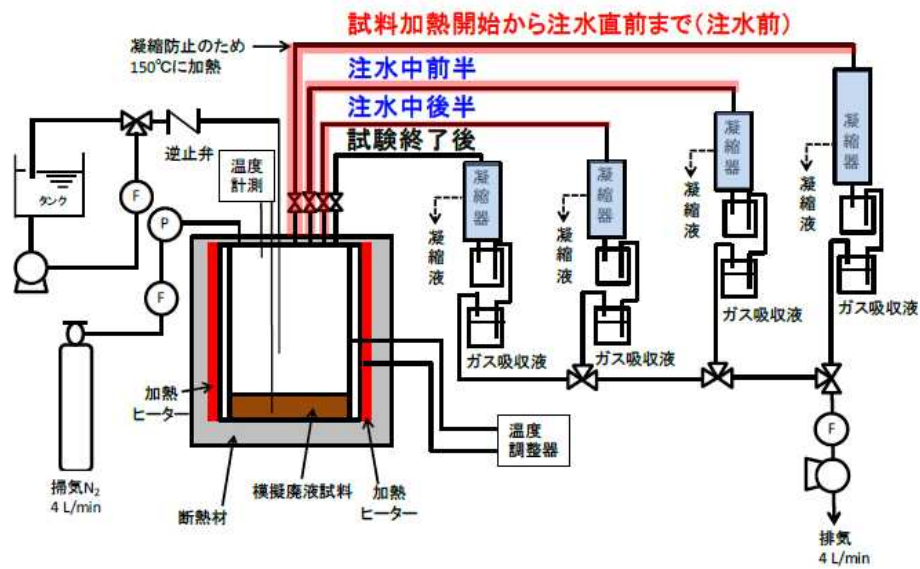 試料加熱開始から注水直前まで(注水前)
凝縮防止のため
150℃に加熱
注水中前半
注水中後半
試験終了後
逆止弁
温度
計測
タンク
F
P
F
凝縮器
凝縮液
ガス吸収液
凝縮器
凝縮液
ガス吸収液
凝縮器
凝縮液
ガス吸収液
凝縮器
凝縮液
ガス吸収液
加熱
ヒーター
温度
調整器
F
掃気N₂
4 L/min
断熱材
模擬廃液試料
加熱
ヒーター
排気
4 L/min